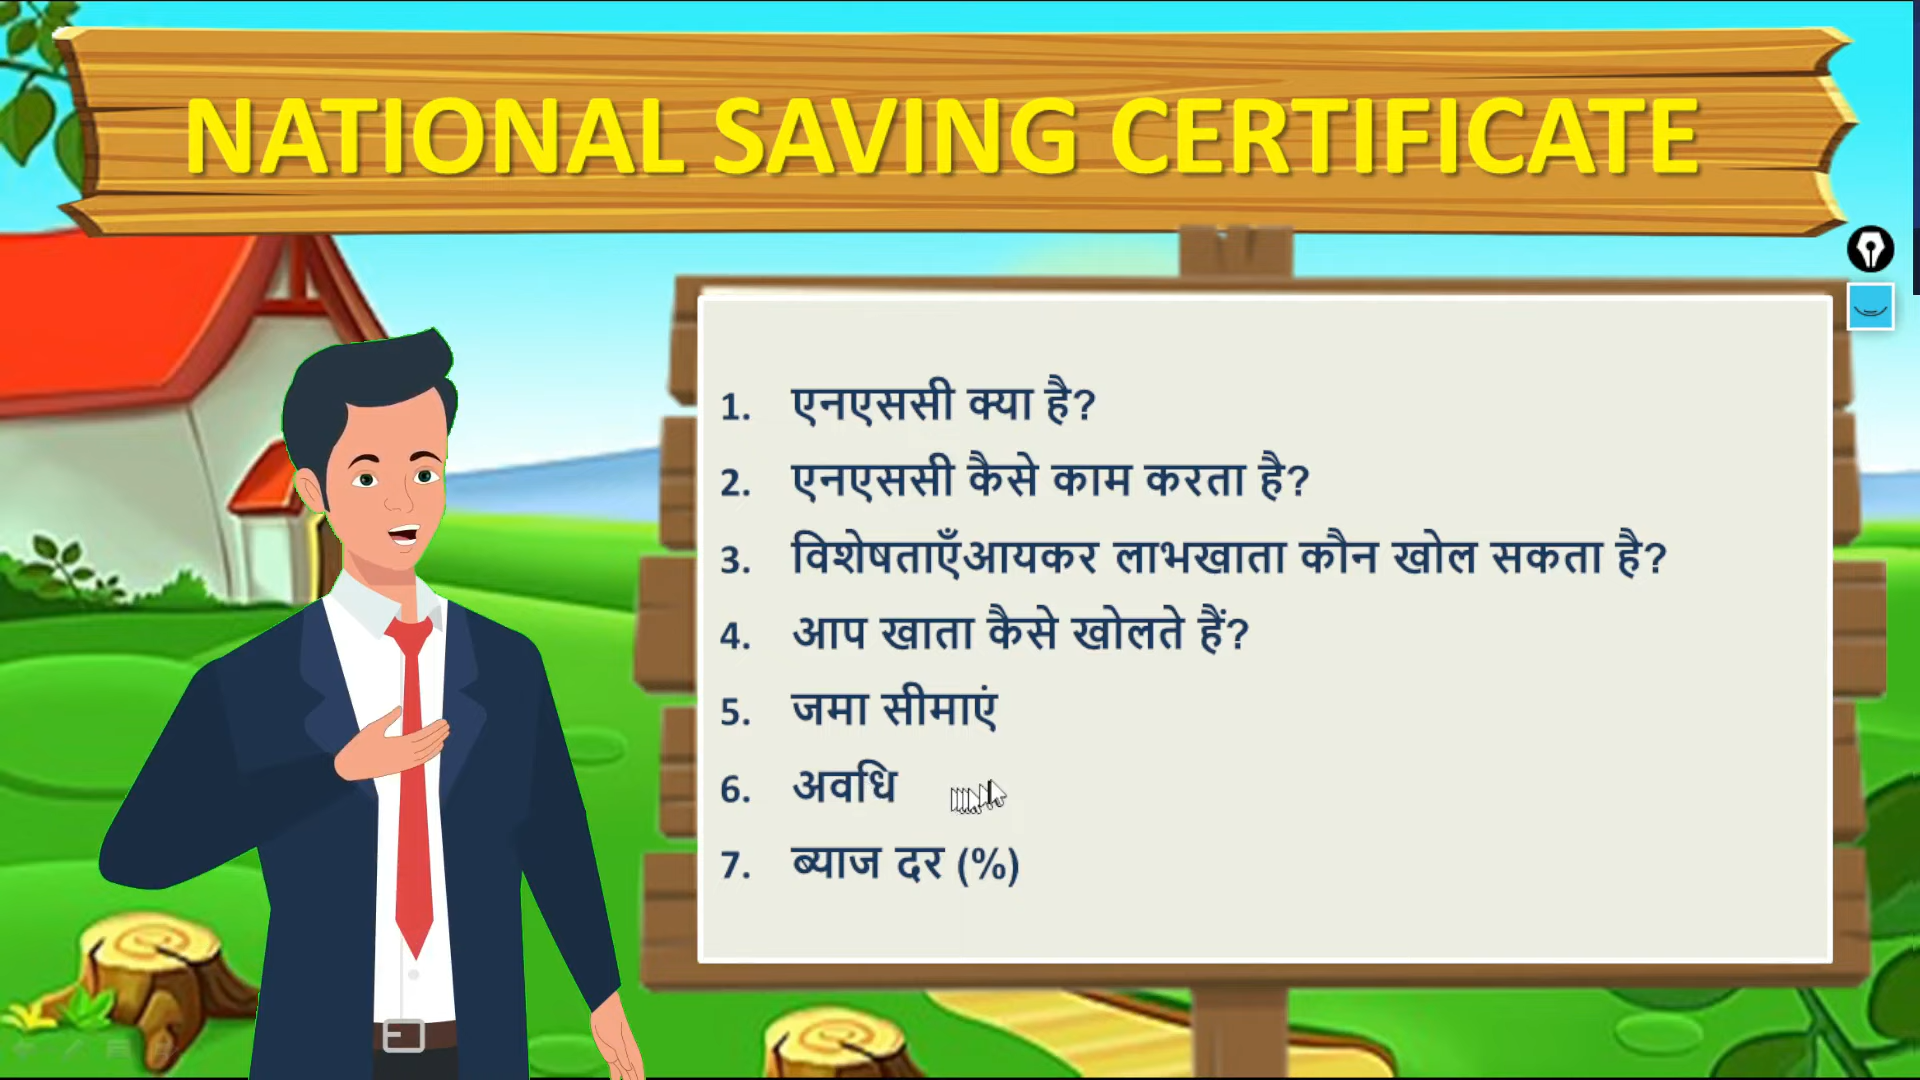 NATIONAL SAVING CERTIFICATE
1. एनएससी क्या है?
2. एनएससी कैसे काम करता है?
3. विशेषताएँआयकर लाभखाता कौन खोल सकता है?
4. आप खाता कैसे खोलते हैं?
5. जमा सीमाएं
6. अवधि
7. ब्याज दर (%)